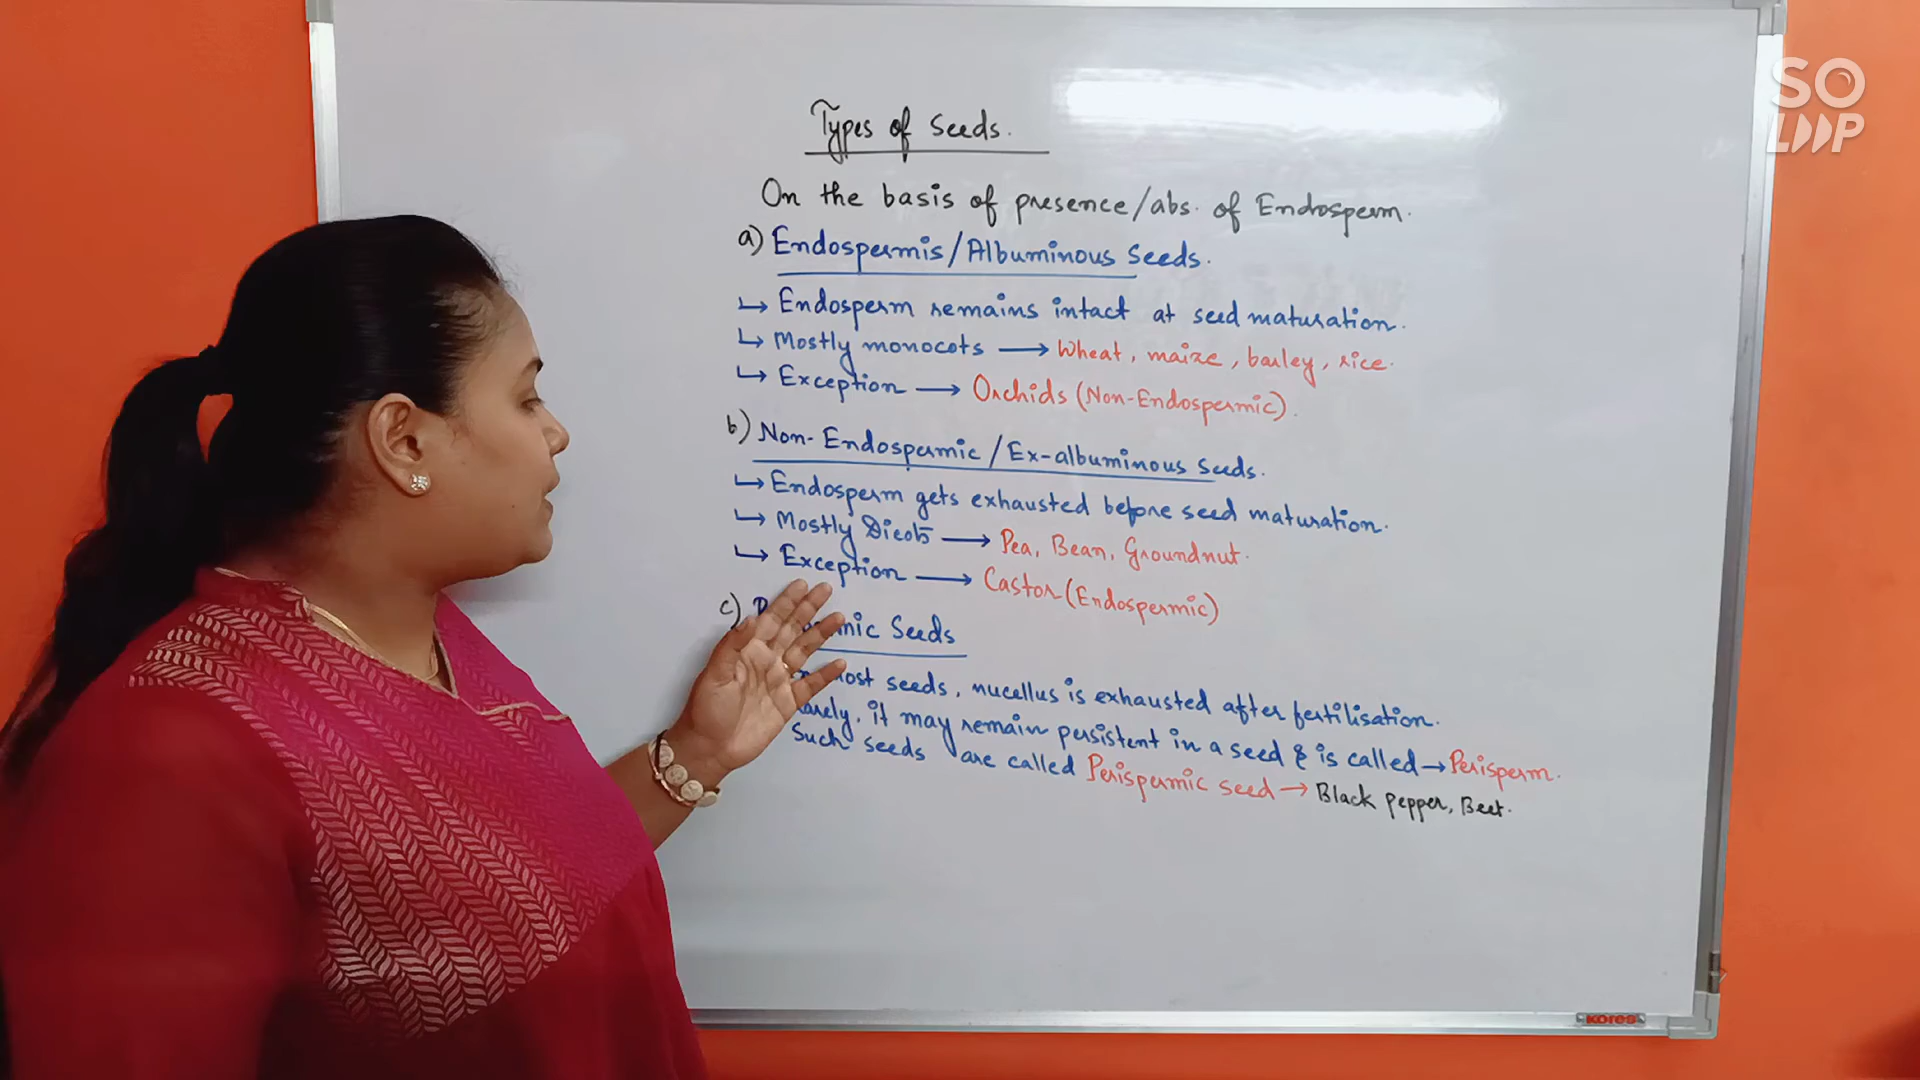 Types of Seeds.
On the basis of presence/abs. of Endosperm.
a) Endospermis/Albuminous Seeds.
↳ Endosperm remains intact at seed maturation.
↳ Mostly monocots → Wheat, maize, barley, rice.
↳ Exception → Orchids (Non-Endospermic).
b) Non-Endospermic/Ex-albuminous Seeds.
↳ Endosperm gets exhausted before seed maturation.
↳ Mostly Dicots → Pea, Bean, Groundnut.
↳ Exception → Castor (Endospermic)
c) Seeds
seeds, nucellus is exhausted after fertilisation.
it may remain persistent in a seed & is called → Perisperm.
Such seeds are called Perispermic seed → Black pepper, Beet.
SO
LOOP
KORES